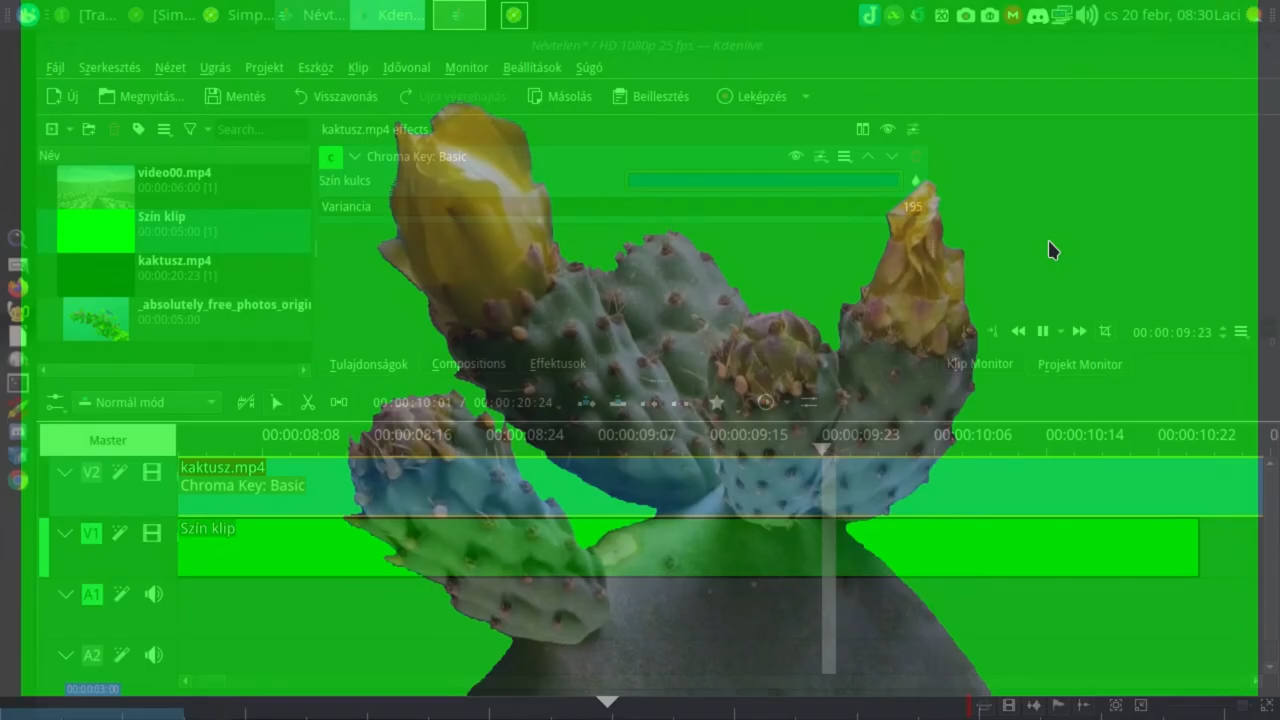 [Tra... [Sim... Simp... Névt... Kden... 20 M cs 20 febr, 08:30 Laci
Névtelen* / HD 1080p 25 fps — Kdenlive
Fájl Szerkesztés Nézet Ugrás Projekt Eszköz Klip Idővonal Monitor Beállítások Súgó
Új Megnyitás... Mentés Visszavonás Újra végrehajtás Másolás Beillesztés Leképzés
Search... kaktusz.mp4 effects
Név
c Chroma Key: Basic
video00.mp4
00:00:06:00 [1]
Szín kulcs
Variancia 195
Szín klip
00:00:05:00 [1]
kaktusz.mp4
00:00:20:23 [1]
_absolutely_free_photos_origin
00:00:05:00
00:00:09:23
Tulajdonságok Compositions Effektusok Klip Monitor Projekt Monitor
Normál mód 00:00:10:01 / 00:00:20:24
Master 00:00:08:08 00:00:08:16 00:00:08:24 00:00:09:07 00:00:09:15 00:00:09:23 00:00:10:06 00:00:10:14 00:00:10:22 0
V2 kaktusz.mp4
Chroma Key: Basic
V1 Szín klip
A1
A2
00:00:03:00